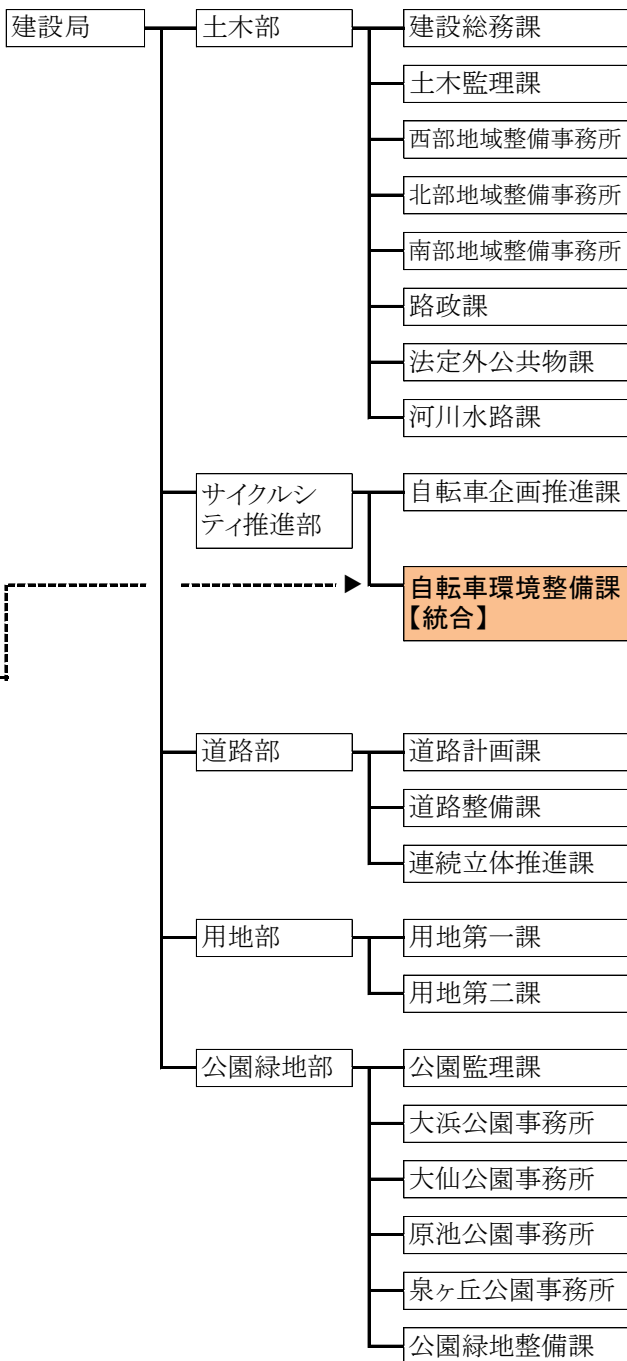 建設局
土木部
建設総務課
土木監理課
西部地域整備事務所
北部地域整備事務所
南部地域整備事務所
路政課
法定外公共物課
河川水路課
サイクルシ
ティ推進部
自転車企画推進課
自転車環境整備課
【統合】
道路部
道路計画課
道路整備課
連続立体推進課
用地部
用地第一課
用地第二課
公園緑地部
公園監理課
大浜公園事務所
大仙公園事務所
原池公園事務所
泉ヶ丘公園事務所
公園緑地整備課